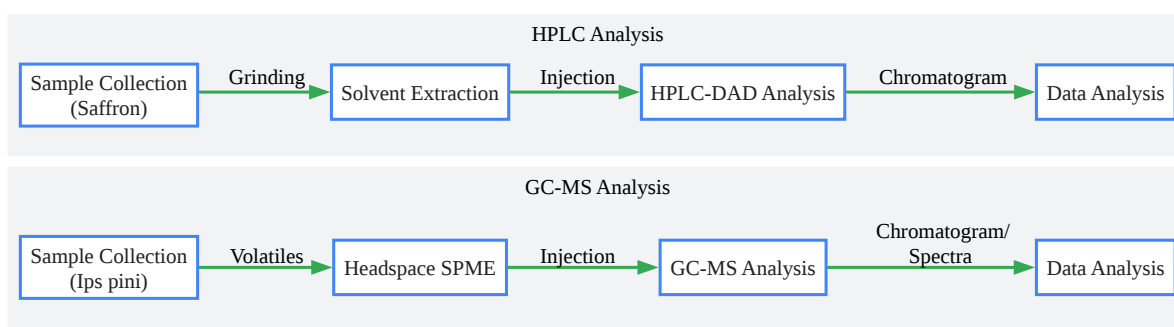 HPLC Analysis
Sample Collection
(Saffron)
Grinding
Solvent Extraction
Injection
HPLC-DAD Analysis
Chromatogram
Data Analysis
GC-MS Analysis
Sample Collection
(Ips pini)
Volatiles
Headspace SPME
Injection
GC-MS Analysis
Chromatogram/
Spectra
Data Analysis